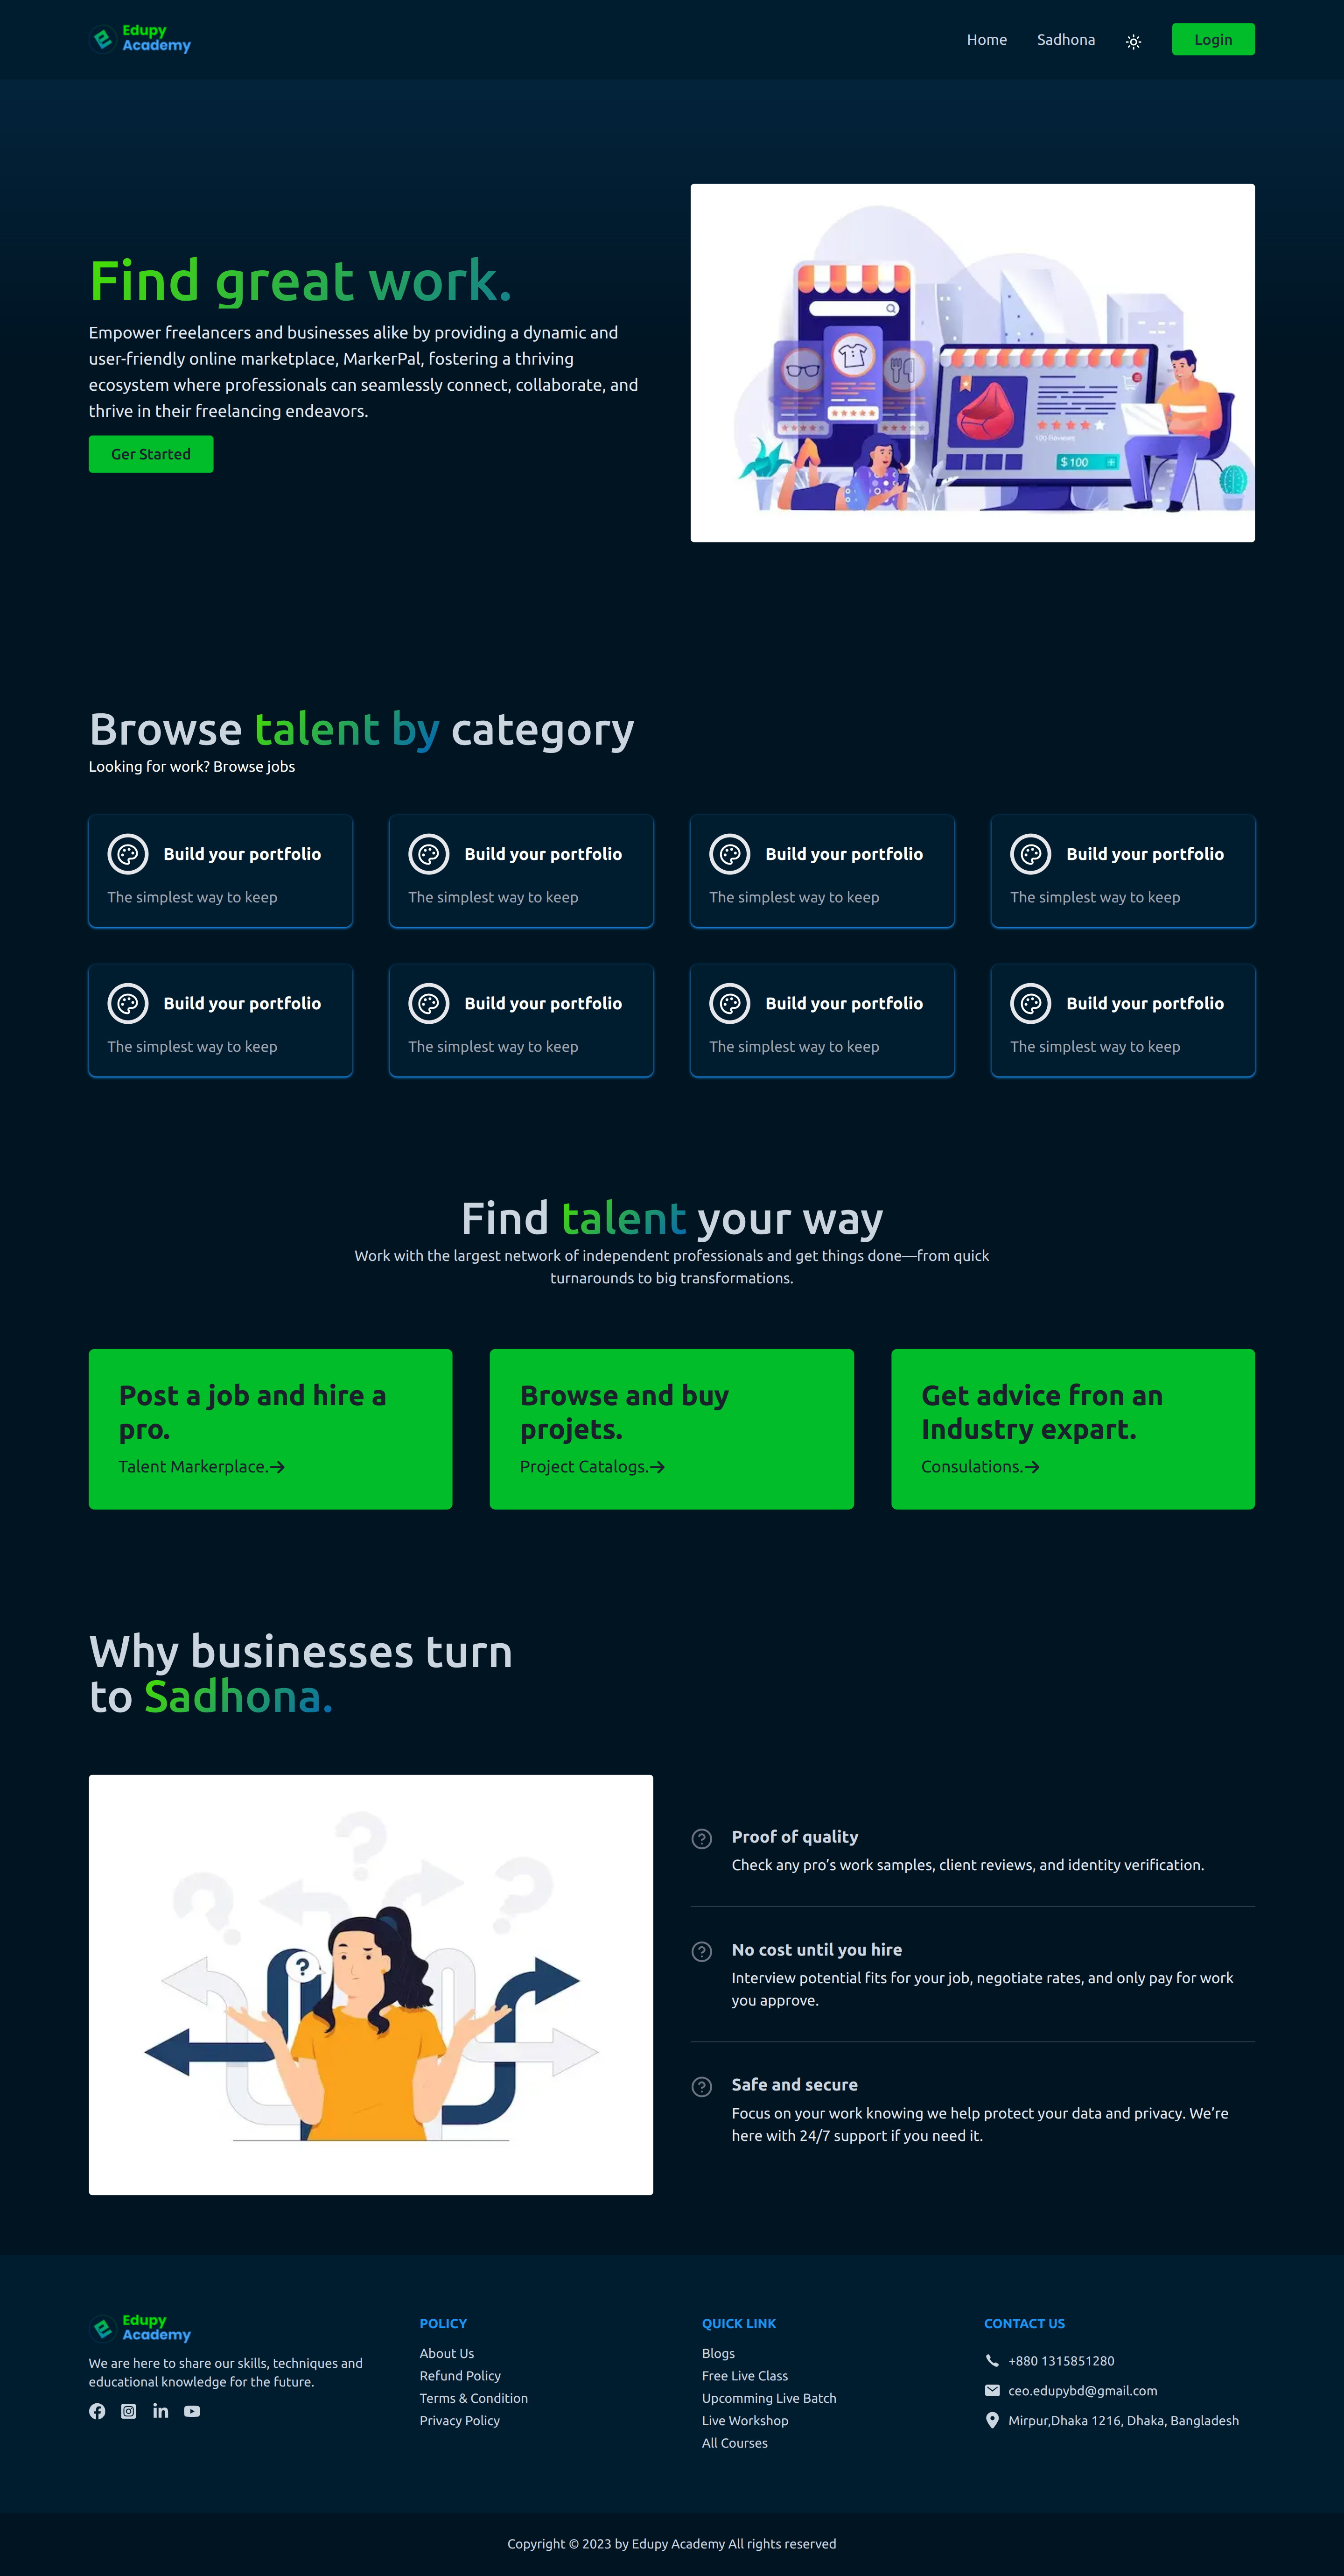 Edupy
Academy
Home
Sadhona
Login
Find great work.
Empower freelancers and businesses alike by providing a dynamic and
user-friendly online marketplace, MarkerPal, fostering a thriving
ecosystem where professionals can seamlessly connect, collaborate, and
thrive in their freelancing endeavors.
Ger Started
$100
Browse talent by category
Looking for work? Browse jobs
Build your portfolio
The simplest way to keep
Build your portfolio
The simplest way to keep
Build your portfolio
The simplest way to keep
Build your portfolio
The simplest way to keep
Build your portfolio
The simplest way to keep
Build your portfolio
The simplest way to keep
Build your portfolio
The simplest way to keep
Build your portfolio
The simplest way to keep
Find talent your way
Work with the largest network of independent professionals and get things done—from quick
turnarounds to big transformations.
Post a job and hire a
pro.
Talent Markerplace.
Browse and buy
projets.
Project Catalogs.
Get advice fron an
Industry expart.
Consulations.
Why businesses turn
to Sadhona.
?
?
?
?
Proof of quality
Check any pro’s work samples, client reviews, and identity verification.
No cost until you hire
Interview potential fits for your job, negotiate rates, and only pay for work
you approve.
Safe and secure
Focus on your work knowing we help protect your data and privacy. We’re
here with 24/7 support if you need it.
Edupy
Academy
We are here to share our skills, techniques and
educational knowledge for the future.
POLICY
About Us
Refund Policy
Terms & Condition
Privacy Policy
QUICK LINK
Blogs
Free Live Class
Upcomming Live Batch
Live Workshop
All Courses
CONTACT US
+880 1315851280
ceo.edupybd@gmail.com
Mirpur,Dhaka 1216, Dhaka, Bangladesh
Copyright © 2023 by Edupy Academy All rights reserved